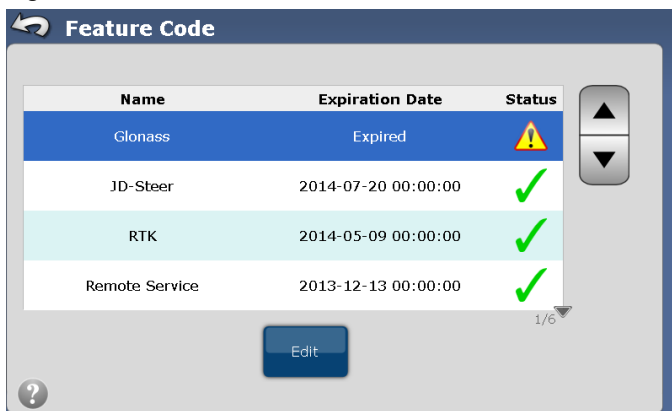 Feature Code
Name Expiration Date Status
Glonass Expired
JD-Steer 2014-07-20 00:00:00
RTK 2014-05-09 00:00:00
Remote Service 2013-12-13 00:00:00
1/6
Edit
?